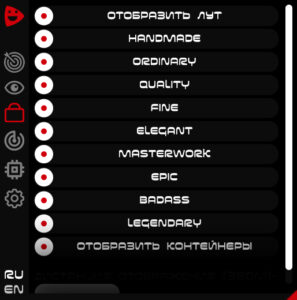 ОТОБРАЗИТЬ ЛУТ
HANDMADE
ORDINARY
QUALITY
FINE
ELEGANT
MASTERWORK
EPIC
BADASS
LEGENDARY
ОТОБРАЗИТЬ КОНТЕЙНЕРЫ
RU
EN